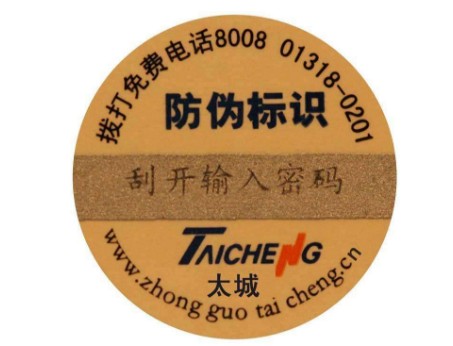 拨打免费电话8008 01318-0201
防伪标识
刮开输入密码
TAICHENG
太城
www.zhong guo tai cheng.cn